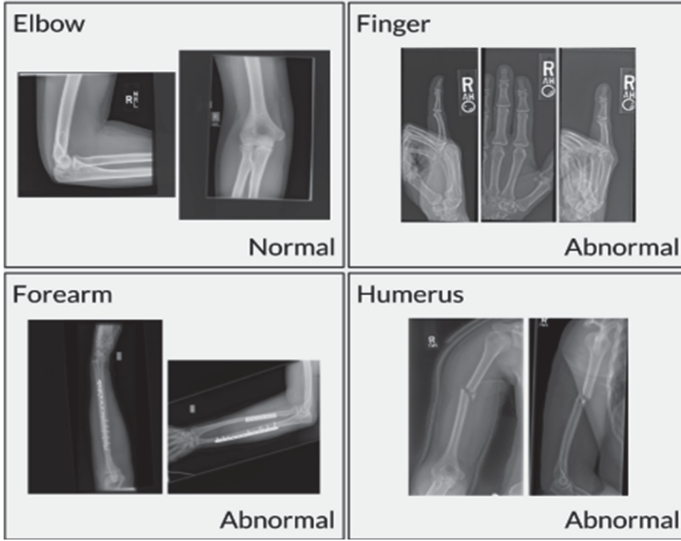 Elbow
Normal
Finger
R
R
R
Abnormal
Forearm
Abnormal
Humerus
R
R
Abnormal